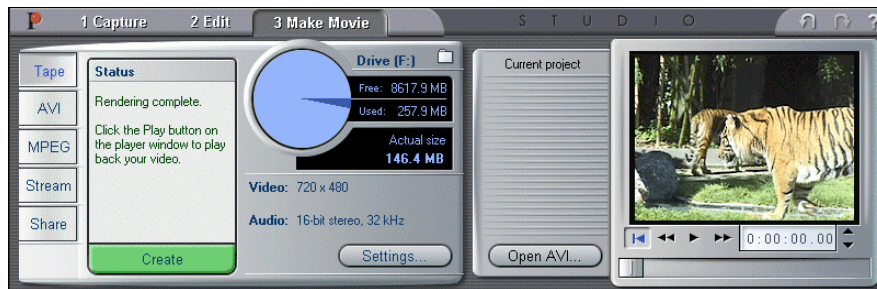 1 Capture
2 Edit
3 Make Movie
S T U D I O
?
Tape
AVI
MPEG
Stream
Share
Status
Rendering complete.
Click the Play button on
the player window to play
back your video.
Create
Drive (F:)
Free: 8617.9 MB
Used: 257.9 MB
Actual size
146.4 MB
Video: 720 x 480
Audio: 16-bit stereo, 32 kHz
Settings...
Current project
Open AVI...
0:00:00.00